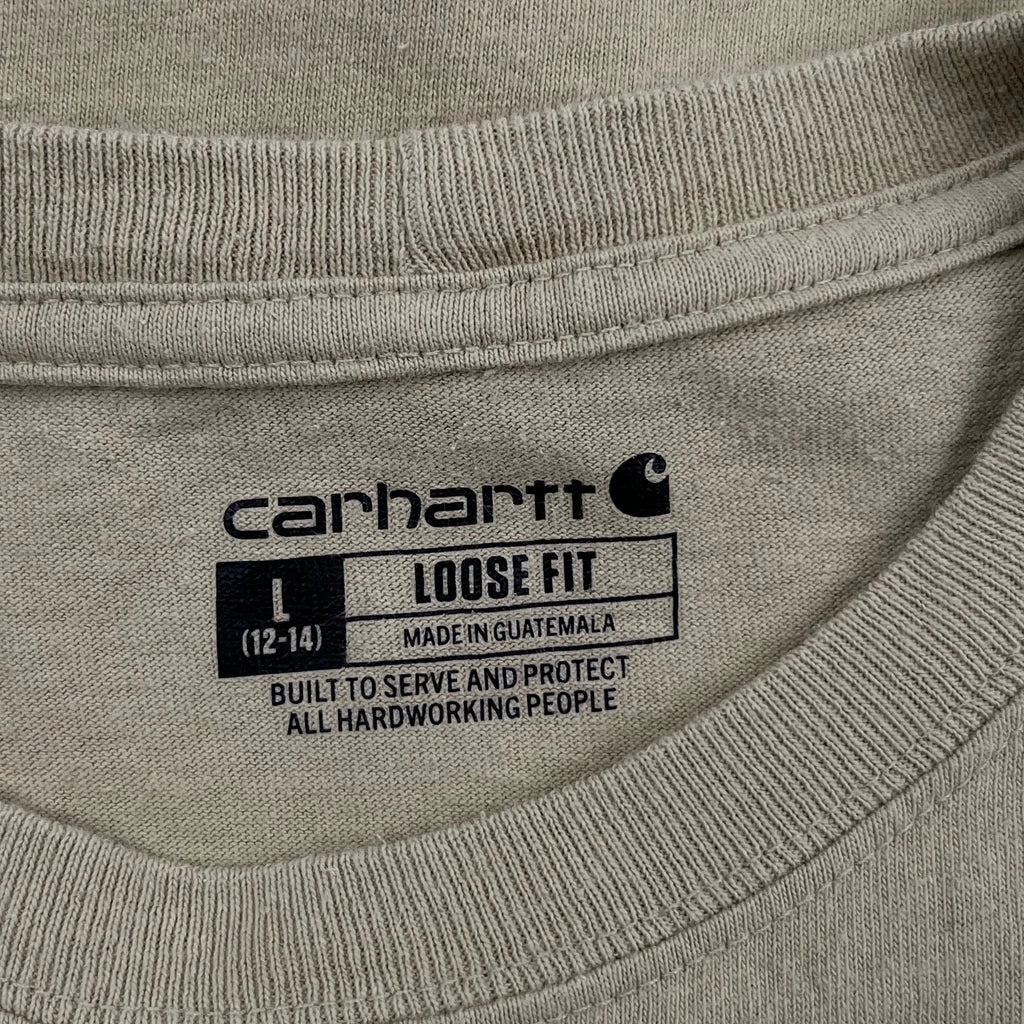 carhartt
L
(12-14)
LOOSE FIT
MADE IN GUATEMALA
BUILT TO SERVE AND PROTECT
ALL HARDWORKING PEOPLE